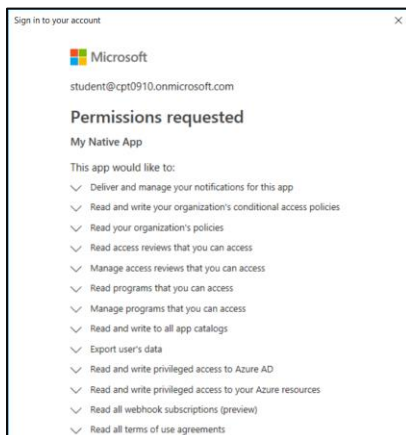 Sign in to your account
Microsoft
student@cpt0910.onmicrosoft.com
Permissions requested
My Native App
This app would like to:
Deliver and manage your notifications for this app
Read and write your organization's conditional access policies
Read your organization's policies
Read access reviews that you can access
Manage access reviews that you can access
Read programs that you can access
Manage programs that you can access
Read and write to all app catalogs
Export user's data
Read and write privileged access to Azure AD
Read and write privileged access to your Azure resources
Read all webhook subscriptions (preview)
Read all terms of use agreements